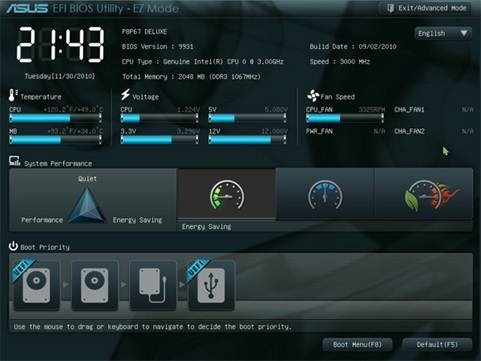 ASUS EFI BIOS Utility - EZ Mode
Exit/Advanced Mode
21:43
Tuesday[11/30/2010]
P8P67 DELUXE
BIOS Version : 9931
Build Date : 09/02/2010
CPU Type : Genuine Intel(R) CPU 0 @ 3.00GHz
Speed : 3000 MHz
Total Memory : 2048 MB (DDR3 1067MHz)
English
Temperature
CPU +120.2°F/+49.0°C
MB +93.2°F/+34.0°C
Voltage
CPU 1.224V 5V 5.080V
3.3V 3.296V 12V 12.000V
Fan Speed
CPU_FAN 3325RPM CHA_FAN1 N/A
PWR_FAN N/A CHA_FAN2 N/A
System Performance
Quiet
Performance Energy Saving
Energy Saving
Boot Priority
UEFI
UEFI
Use the mouse to drag or keyboard to navigate to decide the boot priority.
Boot Menu(F8)
Default(F5)